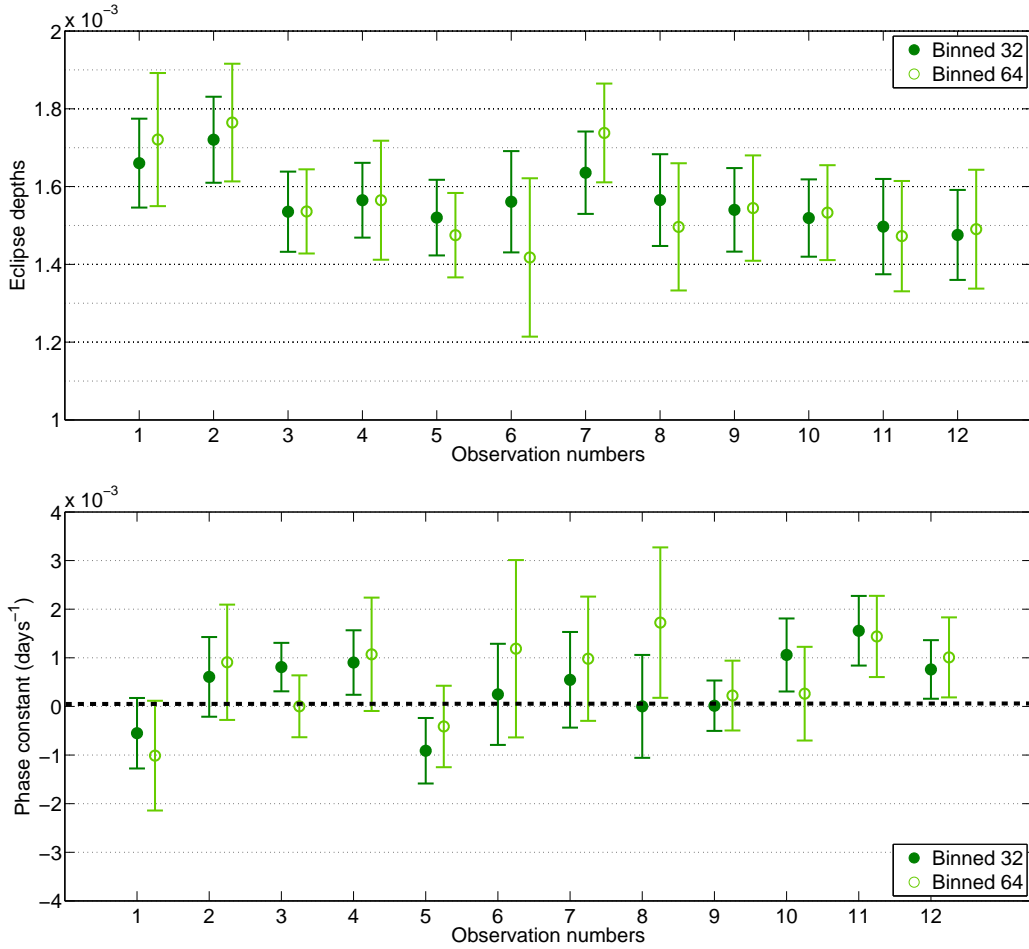 x 10⁻³
2
1.8
1.6
1.4
1.2
1
Eclipse depths
Binned 32
Binned 64
1 2 3 4 5 6 7 8 9 10 11 12
Observation numbers
x 10⁻³
4
3
2
1
0
−1
−2
−3
−4
Phase constant (days⁻¹)
Binned 32
Binned 64
1 2 3 4 5 6 7 8 9 10 11 12
Observation numbers